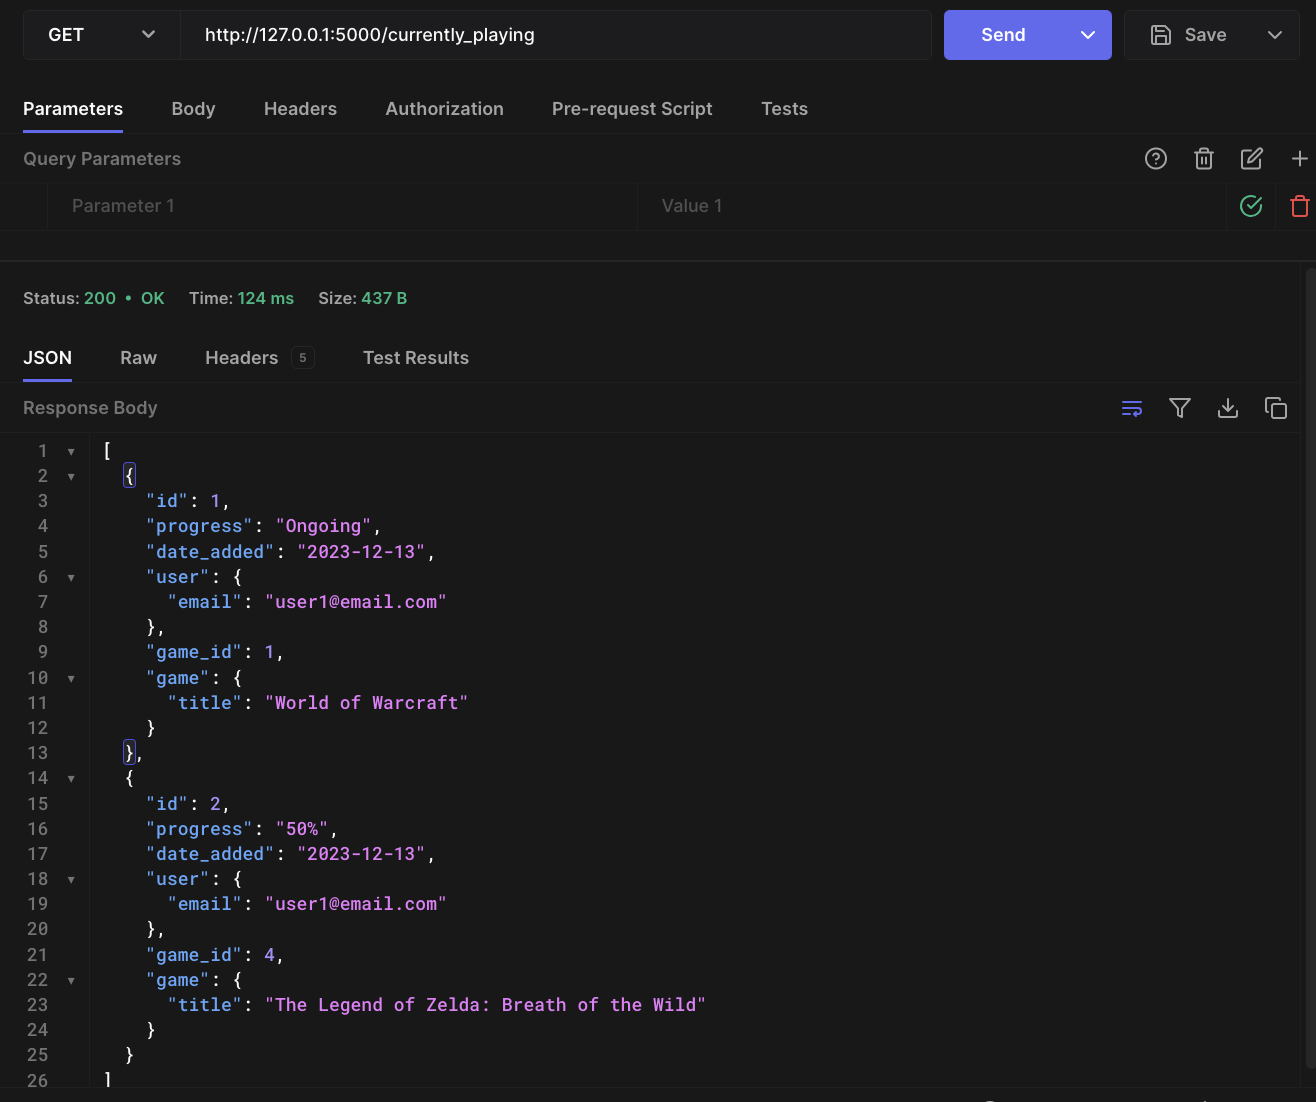 GET http://127.0.0.1:5000/currently_playing Send Save
Parameters Body Headers Authorization Pre-request Script Tests
Query Parameters
Parameter 1 Value 1
Status: 200 • OK Time: 124 ms Size: 437 B
JSON Raw Headers 5 Test Results
Response Body
1 [
2 {
3 "id": 1,
4 "progress": "Ongoing",
5 "date_added": "2023-12-13",
6 "user": {
7 "email": "user1@email.com"
8 },
9 "game_id": 1,
10 "game": {
11 "title": "World of Warcraft"
12 }
13 },
14 {
15 "id": 2,
16 "progress": "50%",
17 "date_added": "2023-12-13",
18 "user": {
19 "email": "user1@email.com"
20 },
21 "game_id": 4,
22 "game": {
23 "title": "The Legend of Zelda: Breath of the Wild"
24 }
25 }
26 ]